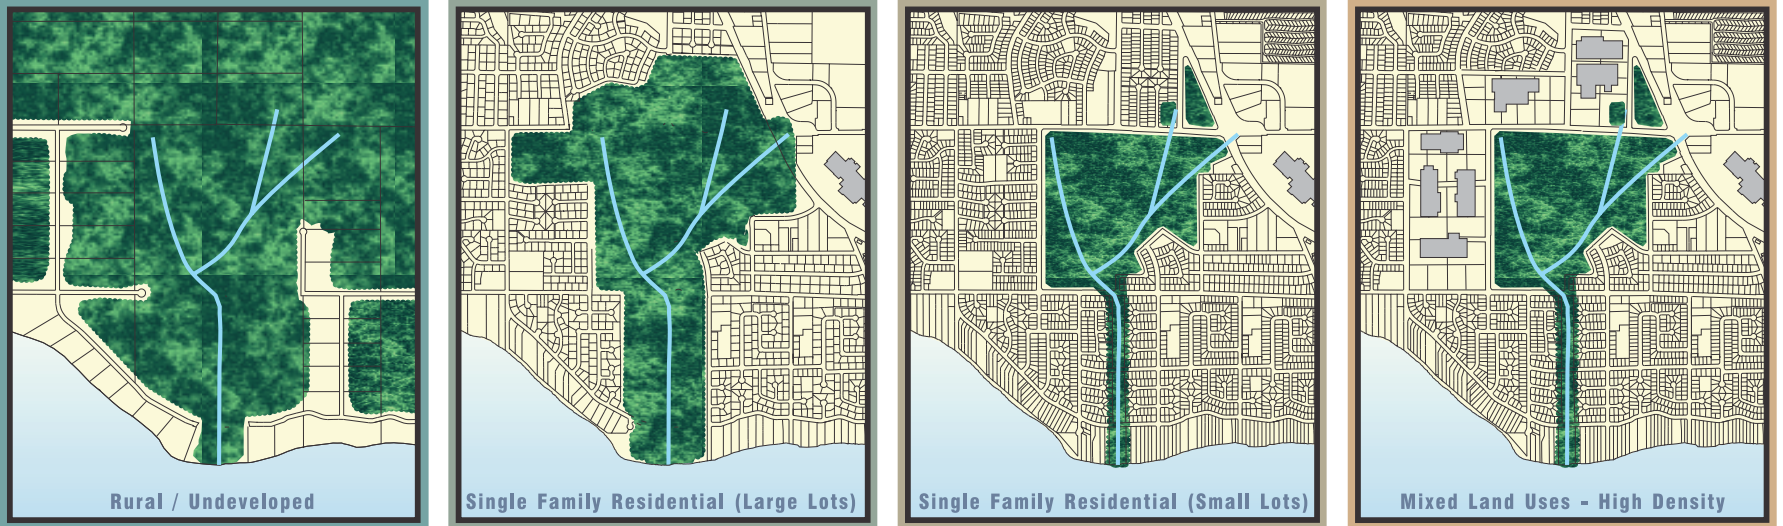 Rural / Undeveloped
Single Family Residential (Large Lots)
Single Family Residential (Small Lots)
Mixed Land Uses - High Density